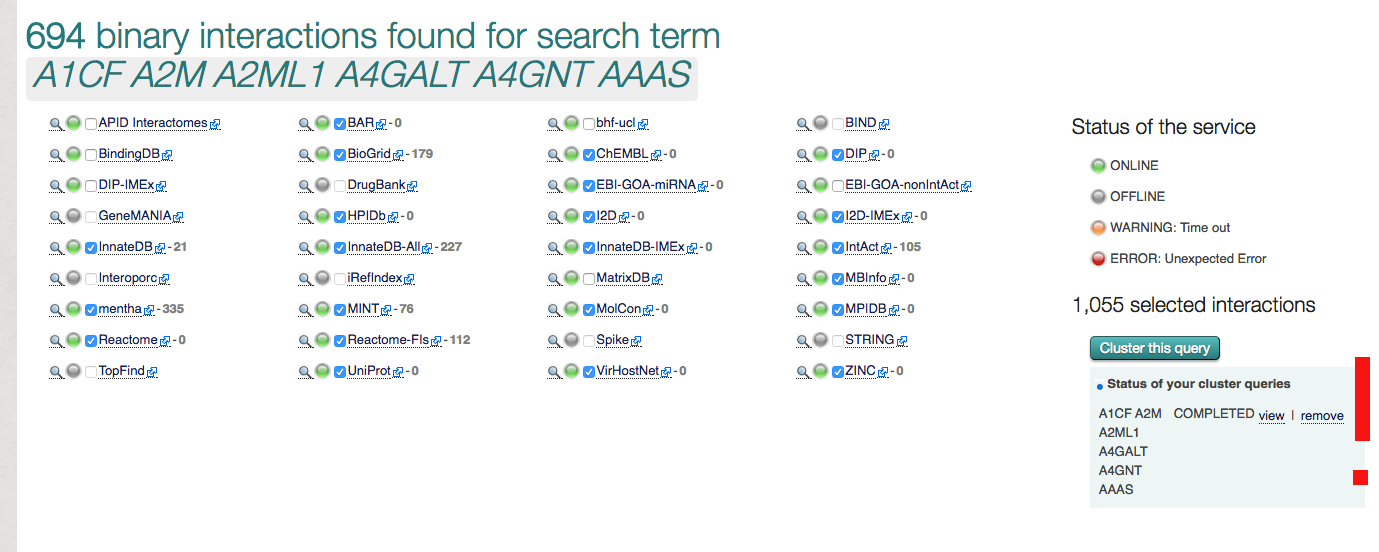 694 binary interactions found for search term
A1CF A2M A2ML1 A4GALT A4GNT AAAS
APID Interactomes BAR - 0 bhf-ucl BIND
BindingDB BioGrid - 179 ChEMBL - 0 DIP - 0
DIP-IMEx DrugBank EBI-GOA-miRNA - 0 EBI-GOA-nonIntAct
GeneMANIA HPIDb - 0 I2D - 0 I2D-IMEx - 0
InnateDB - 21 InnateDB-All - 227 InnateDB-IMEx - 0 IntAct - 105
Interoporc iRefIndex MatrixDB MBInfo - 0
mentha - 335 MINT - 76 MolCon - 0 MPIDB - 0
Reactome - 0 Reactome-FIs - 112 Spike STRING
TopFind UniProt - 0 VirHostNet - 0 ZINC - 0
Status of the service
ONLINE
OFFLINE
WARNING: Time out
ERROR: Unexpected Error
1,055 selected interactions
Cluster this query
Status of your cluster queries
A1CF A2M COMPLETED view | remove
A2ML1
A4GALT
A4GNT
AAAS